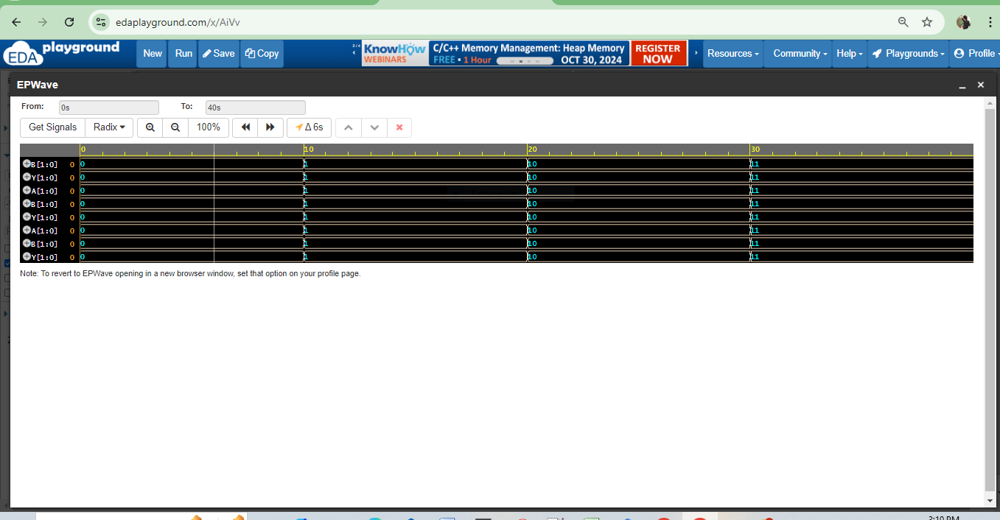 edaplayground.com/x/AiVv
EDA playground
New Run Save Copy
KnowHow WEBINARS
C/C++ Memory Management: Heap Memory
FREE • 1 Hour
OCT 30, 2024
REGISTER NOW
Resources Community Help Playgrounds Profile
EPWave
From: 0s To: 40s
Get Signals Radix 100% Δ 6s
0 10 20 30
B[1:0] 0 0 1 10 11
Y[1:0] 0 0 1 10 11
A[1:0] 0 0 1 10 11
B[1:0] 0 0 1 10 11
Y[1:0] 0 0 1 10 11
A[1:0] 0 0 1 10 11
B[1:0] 0 0 1 10 11
Y[1:0] 0 0 1 10 11
Note: To revert to EPWave opening in a new browser window, set that option on your profile page.